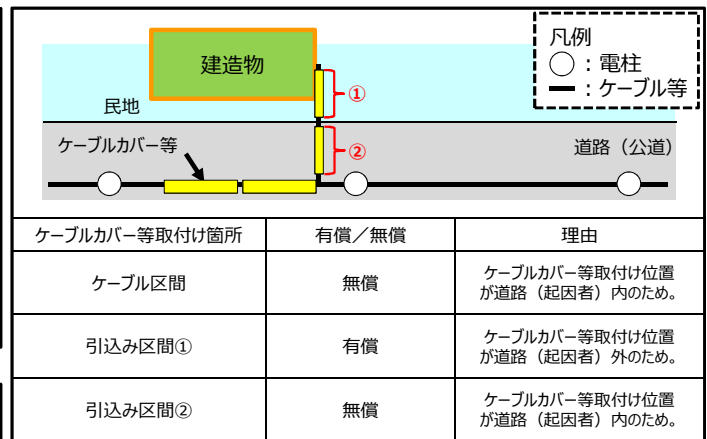 建造物
凡例
○：電柱
━：ケーブル等
①
民地
ケーブルカバー等
②
道路（公道）
ケーブルカバー等取付け箇所 有償／無償 理由
ケーブル区間 無償 ケーブルカバー等取付け位置
が道路（起因者）内のため。
引込み区間① 有償 ケーブルカバー等取付け位置
が道路（起因者）外のため。
引込み区間② 無償 ケーブルカバー等取付け位置
が道路（起因者）内のため。